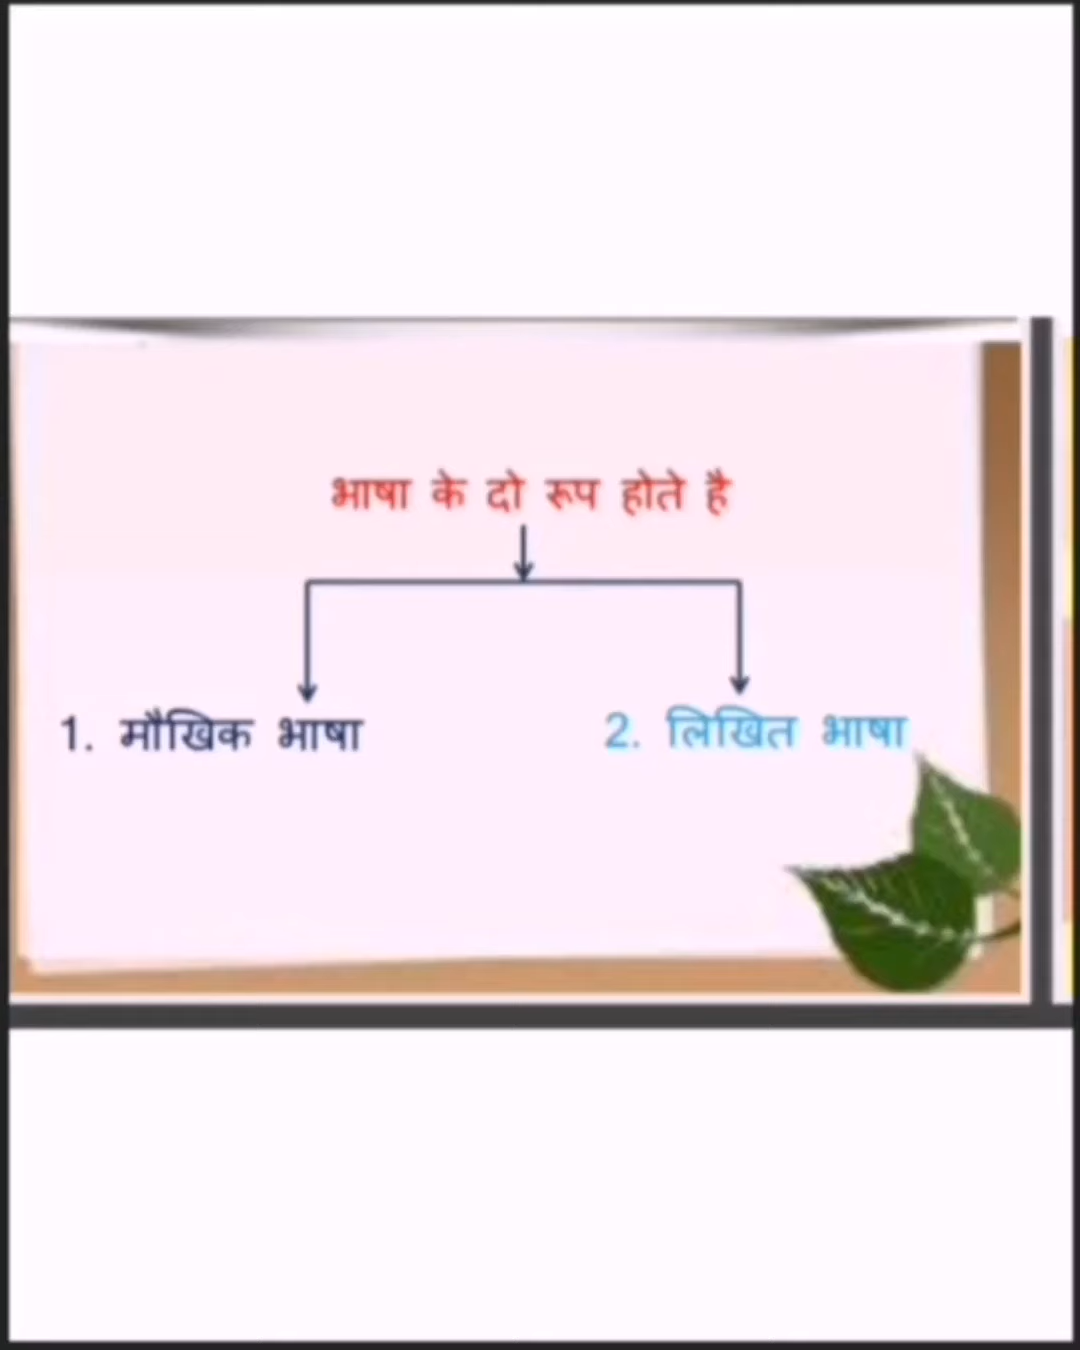 भाषा के दो रूप होते है
1. मौखिक भाषा
2. लिखित भाषा